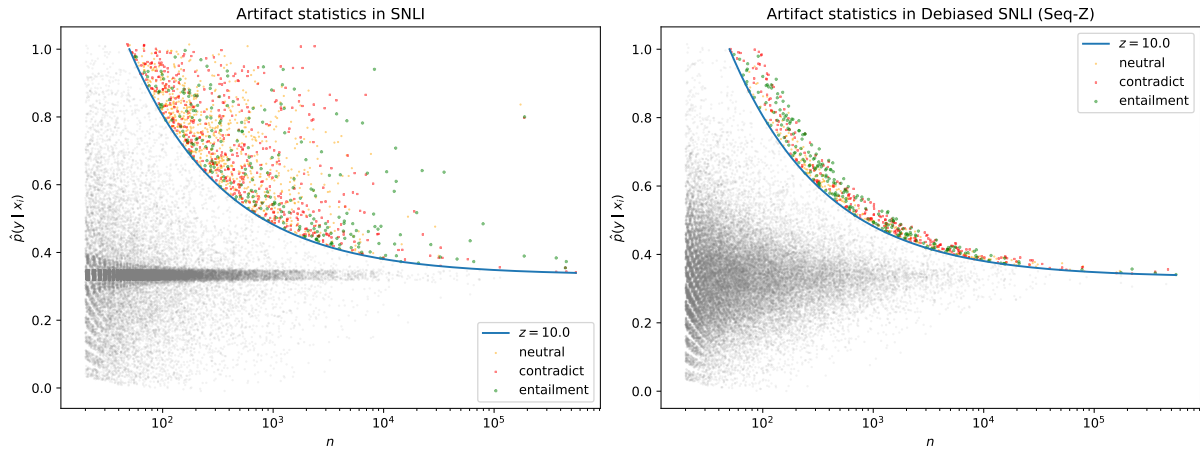 Artifact statistics in SNLI
p̂(y | xᵢ)
1.0
0.8
0.6
0.4
0.2
0.0
z = 10.0
neutral
contradict
entailment
10²
10³
10⁴
10⁵
n
Artifact statistics in Debiased SNLI (Seq-Z)
p̂(y | xᵢ)
1.0
0.8
0.6
0.4
0.2
0.0
z = 10.0
neutral
contradict
entailment
10²
10³
10⁴
10⁵
n